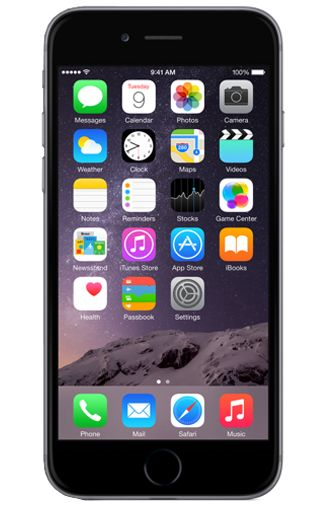 9:41 AM 100%
Tuesday
9
Messages Calendar Photos Camera
280
Weather Clock Maps Videos
Notes Reminders Stocks Game Center
Newsstand iTunes Store App Store iBooks
Health Passbook Settings
Phone Mail Safari Music